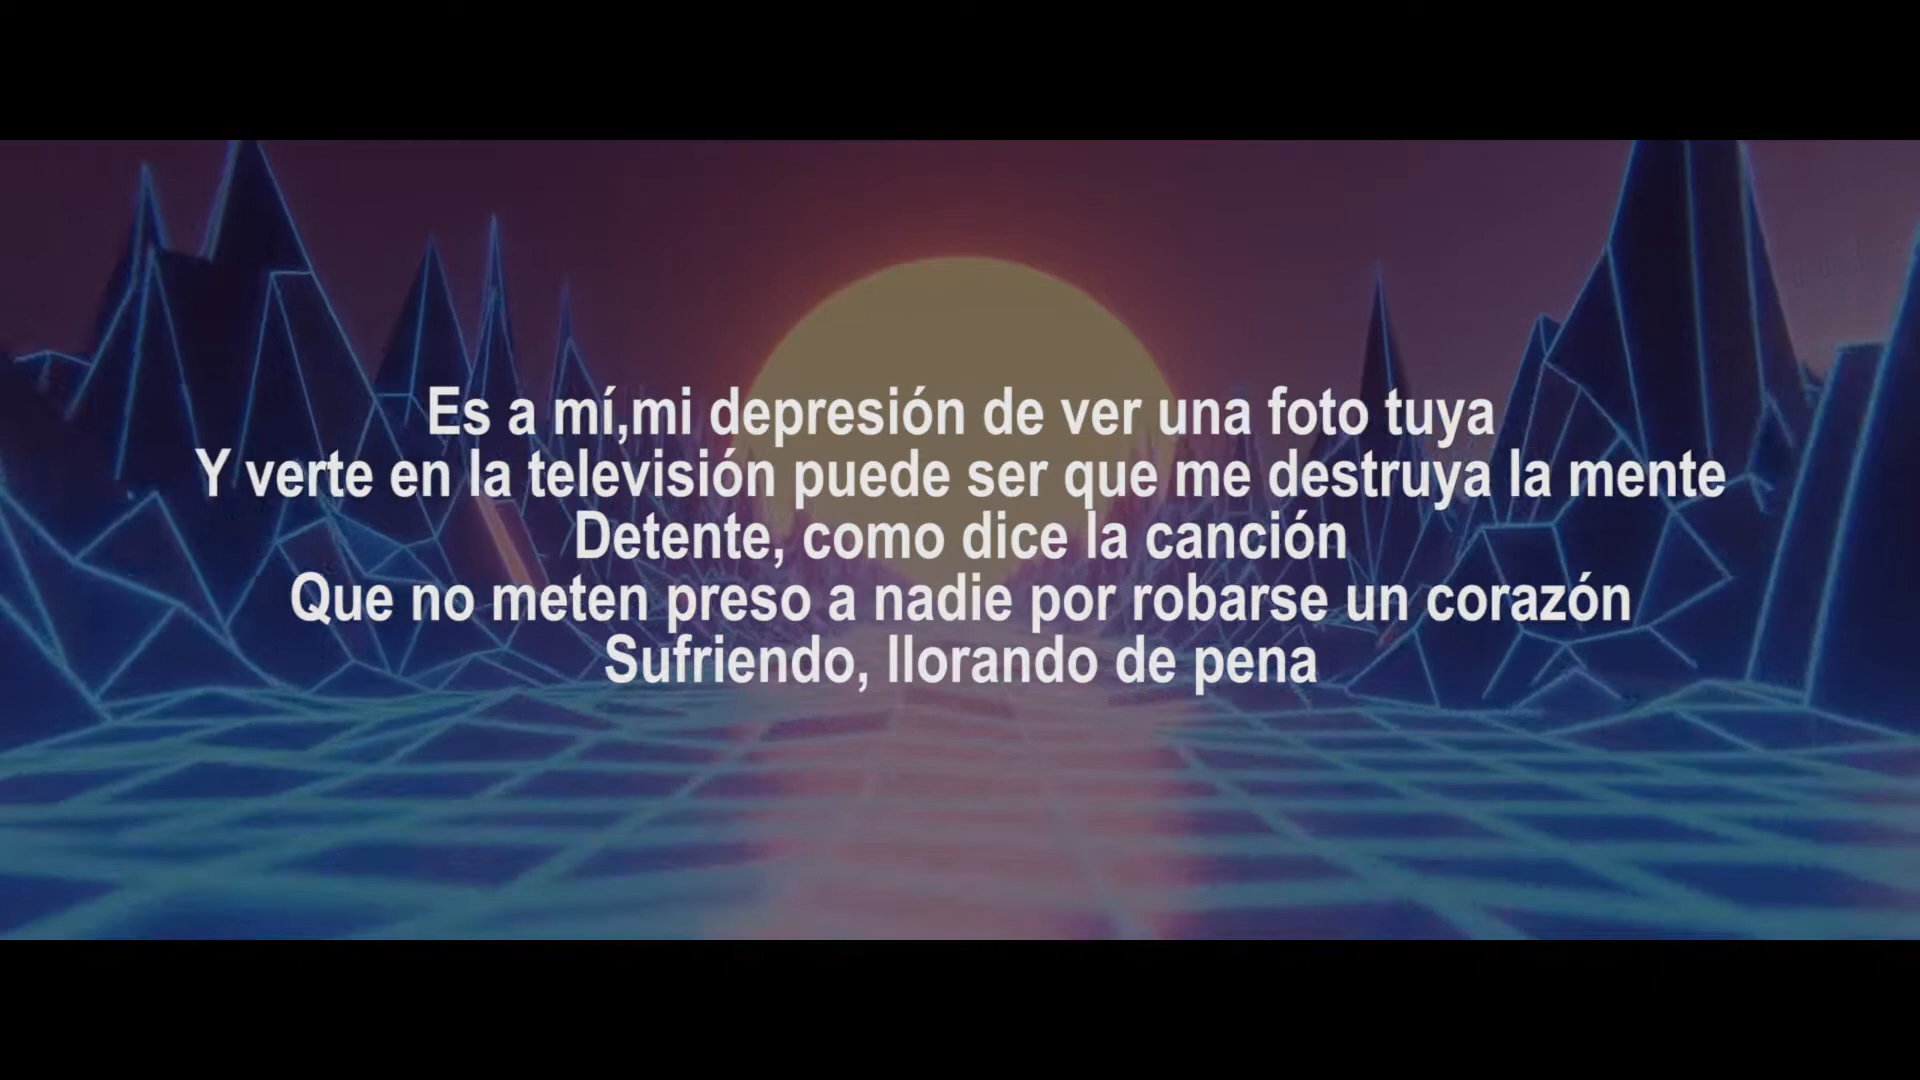 Es a mí,mi depresión de ver una foto tuya
Y verte en la televisión puede ser que me destruya la mente
Detente, como dice la canción
Que no meten preso a nadie por robarse un corazón
Sufriendo, llorando de pena